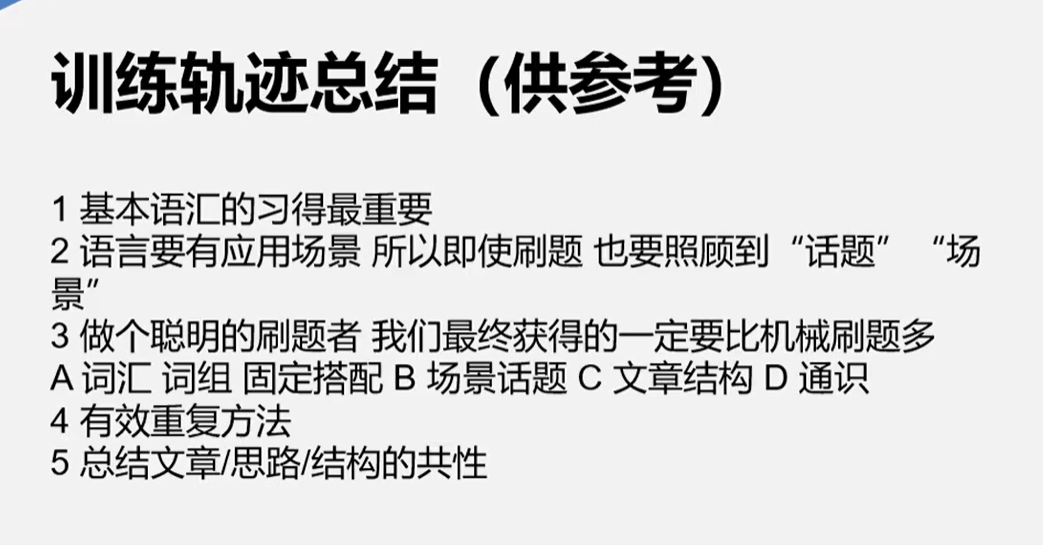 训练轨迹总结（供参考）
1 基本语汇的习得最重要
2 语言要有应用场景 所以即使刷题 也要照顾到“话题” “场
景”
3 做个聪明的刷题者 我们最终获得的一定要比机械刷题多
A 词汇 词组 固定搭配 B 场景话题 C 文章结构 D 通识
4 有效重复方法
5 总结文章/思路/结构的共性